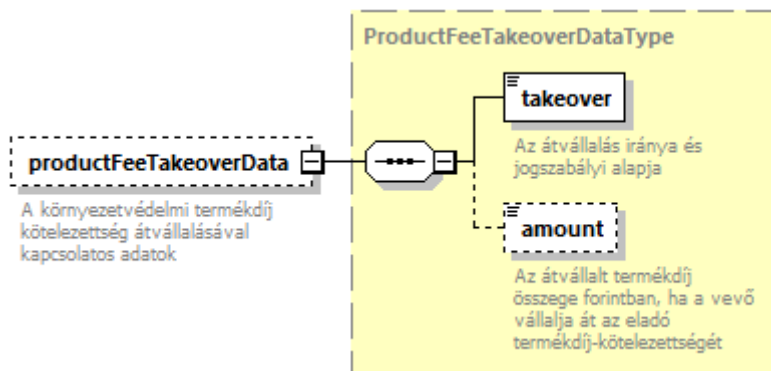 ProductFeeTakeoverDataType
takeover
Az átvállalás iránya és
jogszabályi alapja
productFeeTakeoverData
A környezetvédelmi termékdíj
kötelezettség átvállalásával
kapcsolatos adatok
amount
Az átvállalt termékdíj
összege forintban, ha a vevő
vállalja át az eladó
termékdíj-kötelezettségét